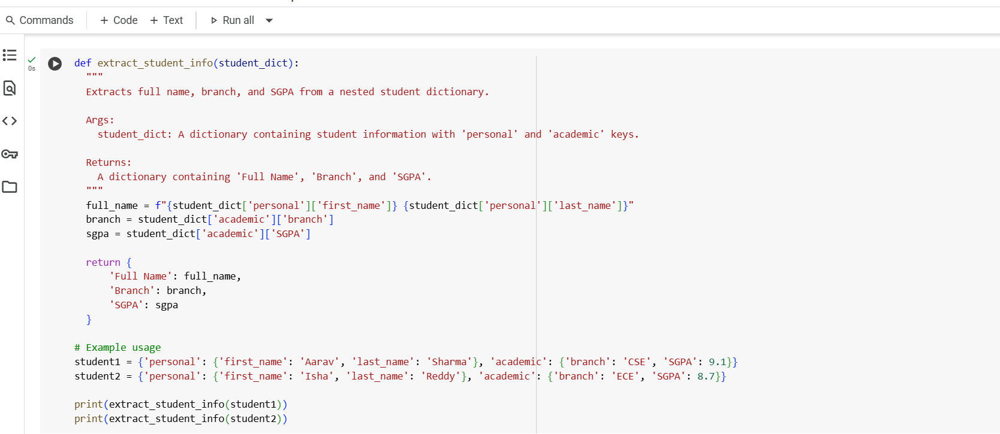 Commands + Code + Text Run all
0s
def extract_student_info(student_dict):
"""
Extracts full name, branch, and SGPA from a nested student dictionary.
Args:
student_dict: A dictionary containing student information with 'personal' and 'academic' keys.
Returns:
A dictionary containing 'Full Name', 'Branch', and 'SGPA'.
"""
full_name = f"{student_dict['personal']['first_name']} {student_dict['personal']['last_name']}"
branch = student_dict['academic']['branch']
sgpa = student_dict['academic']['SGPA']
return {
'Full Name': full_name,
'Branch': branch,
'SGPA': sgpa
}
# Example usage
student1 = {'personal': {'first_name': 'Aarav', 'last_name': 'Sharma'}, 'academic': {'branch': 'CSE', 'SGPA': 9.1}}
student2 = {'personal': {'first_name': 'Isha', 'last_name': 'Reddy'}, 'academic': {'branch': 'ECE', 'SGPA': 8.7}}
print(extract_student_info(student1))
print(extract_student_info(student2))